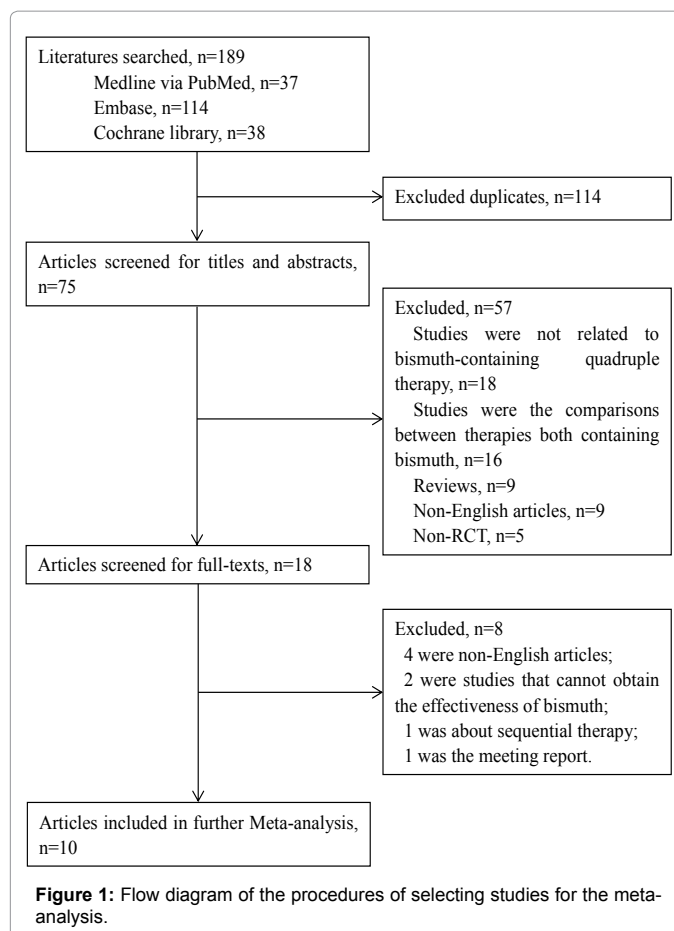 Literatures searched, n=189
Medline via PubMed, n=37
Embase, n=114
Cochrane library, n=38
Excluded duplicates, n=114
Articles screened for titles and abstracts,
n=75
Excluded, n=57
Studies were not related to
bismuth-containing quadruple
therapy, n=18
Studies were the comparisons
between therapies both containing
bismuth, n=16
Reviews, n=9
Non-English articles, n=9
Non-RCT, n=5
Articles screened for full-texts, n=18
Excluded, n=8
4 were non-English articles;
2 were studies that cannot obtain
the effectiveness of bismuth;
1 was about sequential therapy;
1 was the meeting report.
Articles included in further Meta-analysis,
n=10
Figure 1: Flow diagram of the procedures of selecting studies for the meta-
analysis.